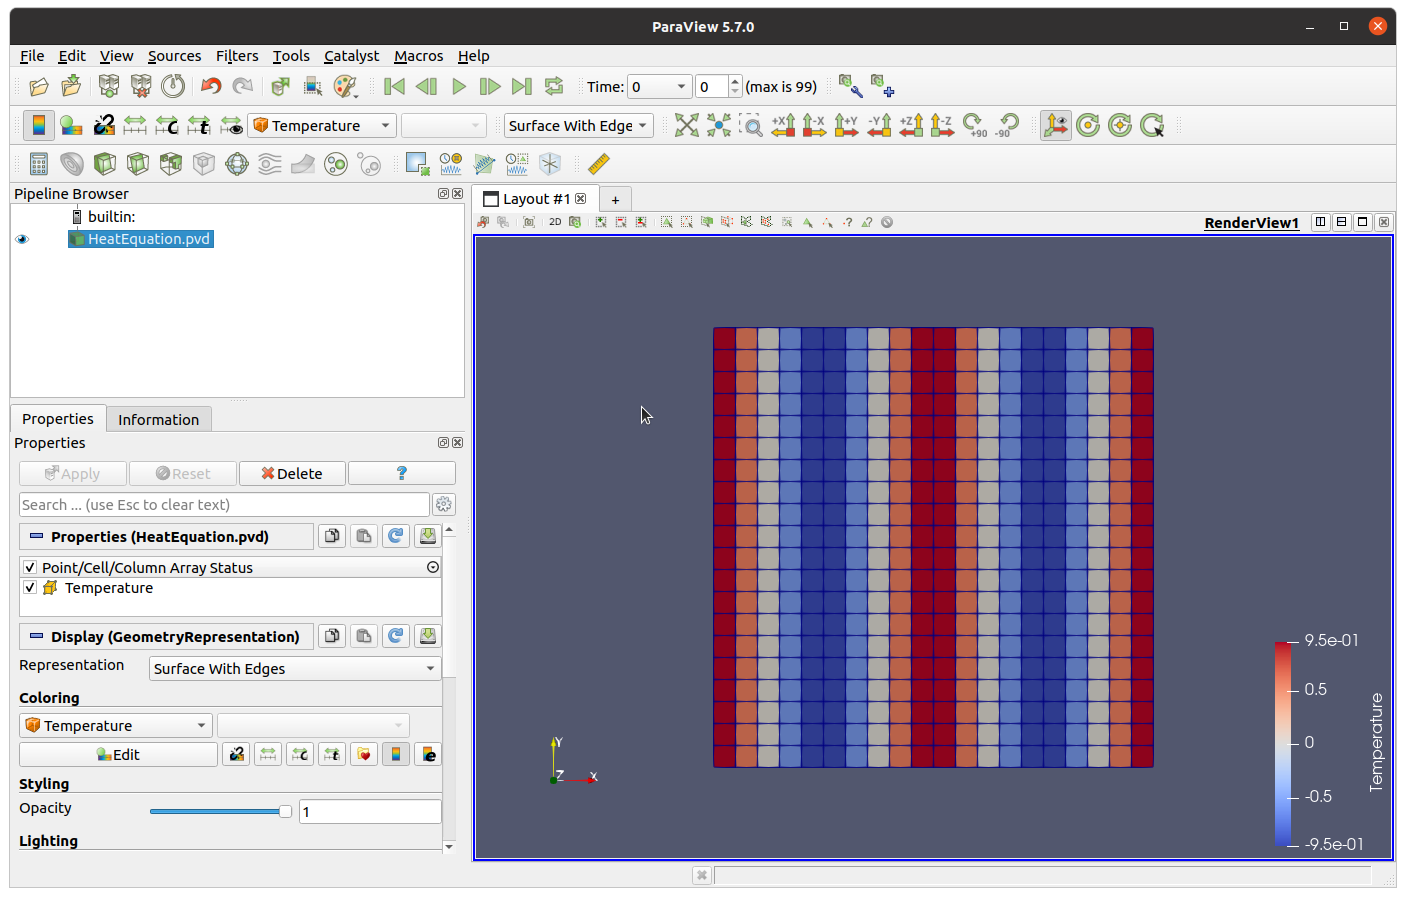 ParaView 5.7.0
File Edit View Sources Filters Tools Catalyst Macros Help
Time: 0 0 (max is 99)
Temperature Surface With Edge +X -X +Y -Y +Z -Z +90 -90
Pipeline Browser
Layout #1 +
builtin:
2D RenderView1
HeatEquation.pvd
Properties Information
Properties
Apply Reset Delete ?
Search ... (use Esc to clear text)
Properties (HeatEquation.pvd)
Point/Cell/Column Array Status
Temperature
Display (GeometryRepresentation)
Representation Surface With Edges
Coloring
Temperature
Edit
Styling
Opacity 1
Lighting
Y
Z X
9.5e-01
0.5
0
-0.5
-9.5e-01
Temperature